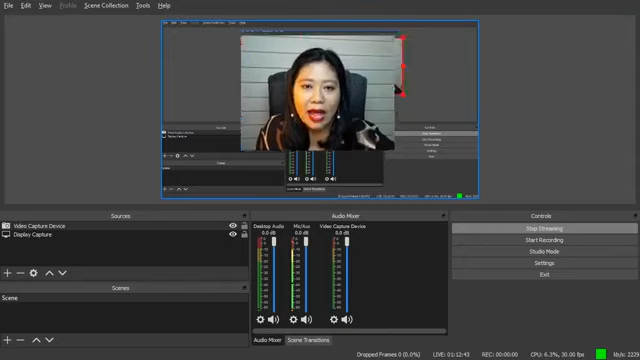 File Edit View Profile Scene Collection Tools Help
Sources
Video Capture Device
Display Capture
Scenes
Scene
Audio Mixer
Desktop Audio
0.0 dB
Mic/Aux
0.0 dB
Video Capture Device
0.0 dB
Audio Mixer Scene Transitions
Controls
Stop Streaming
Start Recording
Studio Mode
Settings
Exit
Dropped Frames 0 (0.0%) LIVE: 01:12:43 REC: 00:00:00 CPU: 6.3%, 30.00 fps kb/s: 2225